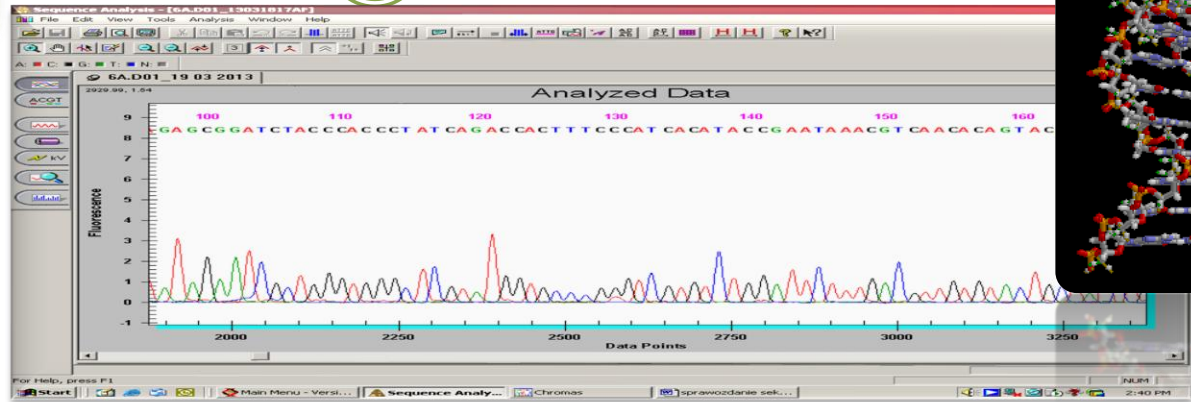 Sequence Analysis - [6A.D01_13031817AF]
File Edit View Tools Analysis Window Help
A: C: G: T: N:
6A.D01_19 03 2013
2929.99, 1.54
Analyzed Data
ACGT
kV
9
8
7
6
5
4
3
2
1
0
-1
Fluorescence
100 110 120 130 140 150 160
GAGCGGATCTACCCACCCTATCAGACCACTTTCCCATCACATACCGAATAAACGTCAACACAGTAC
2000 2250 2500 2750 3000 3250
Data Points
For Help, press F1
NUM
Start
Main Menu - Versi...
Sequence Analy...
Chromas
sprawozdanie sek...
2:40 PM